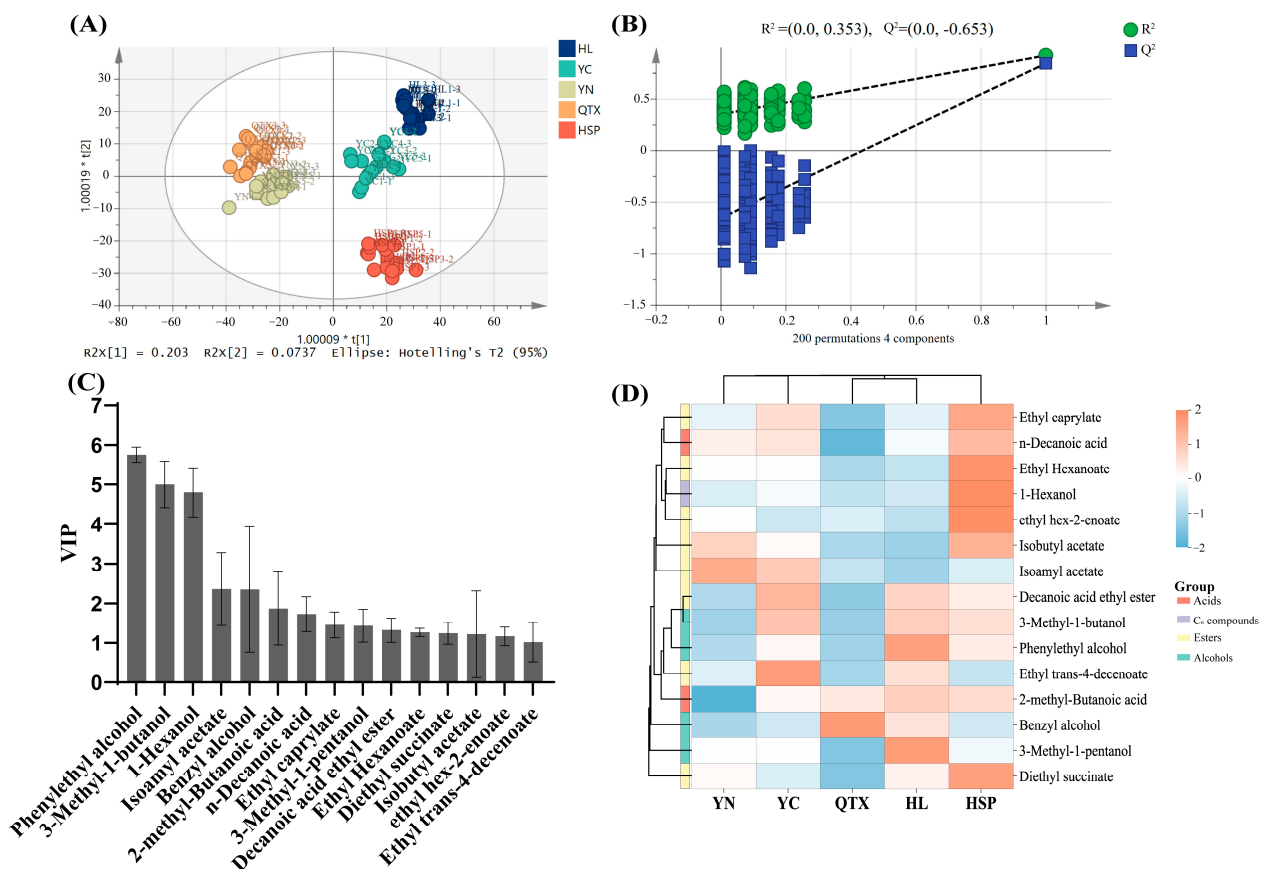 (A)
HL
YC
YN
QTX
HSP
30
20
10
0
−10
−20
−30
−40
1.00019 * t[2]
−80
−60
−40
−20
0
20
40
60
1.00009 * t[1]
R2X[1] = 0.203 R2X[2] = 0.0737 Ellipse: Hotelling's T2 (95%)
(B)
R² =(0.0, 0.353), Q²=(0.0, -0.653)
R²
Q²
0.5
0
−0.5
−1
−1.5
−0.2
0
0.2
0.4
0.6
0.8
1
200 permutations 4 components
(C)
VIP
7
6
5
4
3
2
1
0
Phenylethyl alcohol
3-Methyl-1-butanol
1-Hexanol
Isoamyl acetate
Benzyl alcohol
2-methyl-Butanoic acid
n-Decanoic acid
Ethyl caprylate
3-Methyl-1-pentanol
Decanoic acid ethyl ester
Ethyl Hexanoate
Diethyl succinate
Isobutyl acetate
ethyl hex-2-enoate
Ethyl trans-4-decenoate
(D)
Ethyl caprylate
n-Decanoic acid
Ethyl Hexanoate
1-Hexanol
ethyl hex-2-enoate
Isobutyl acetate
Isoamyl acetate
Decanoic acid ethyl ester
3-Methyl-1-butanol
Phenylethyl alcohol
Ethyl trans-4-decenoate
2-methyl-Butanoic acid
Benzyl alcohol
3-Methyl-1-pentanol
Diethyl succinate
YN
YC
QTX
HL
HSP
2
1
0
−1
−2
Group
Acids
C₆ compounds
Esters
Alcohols